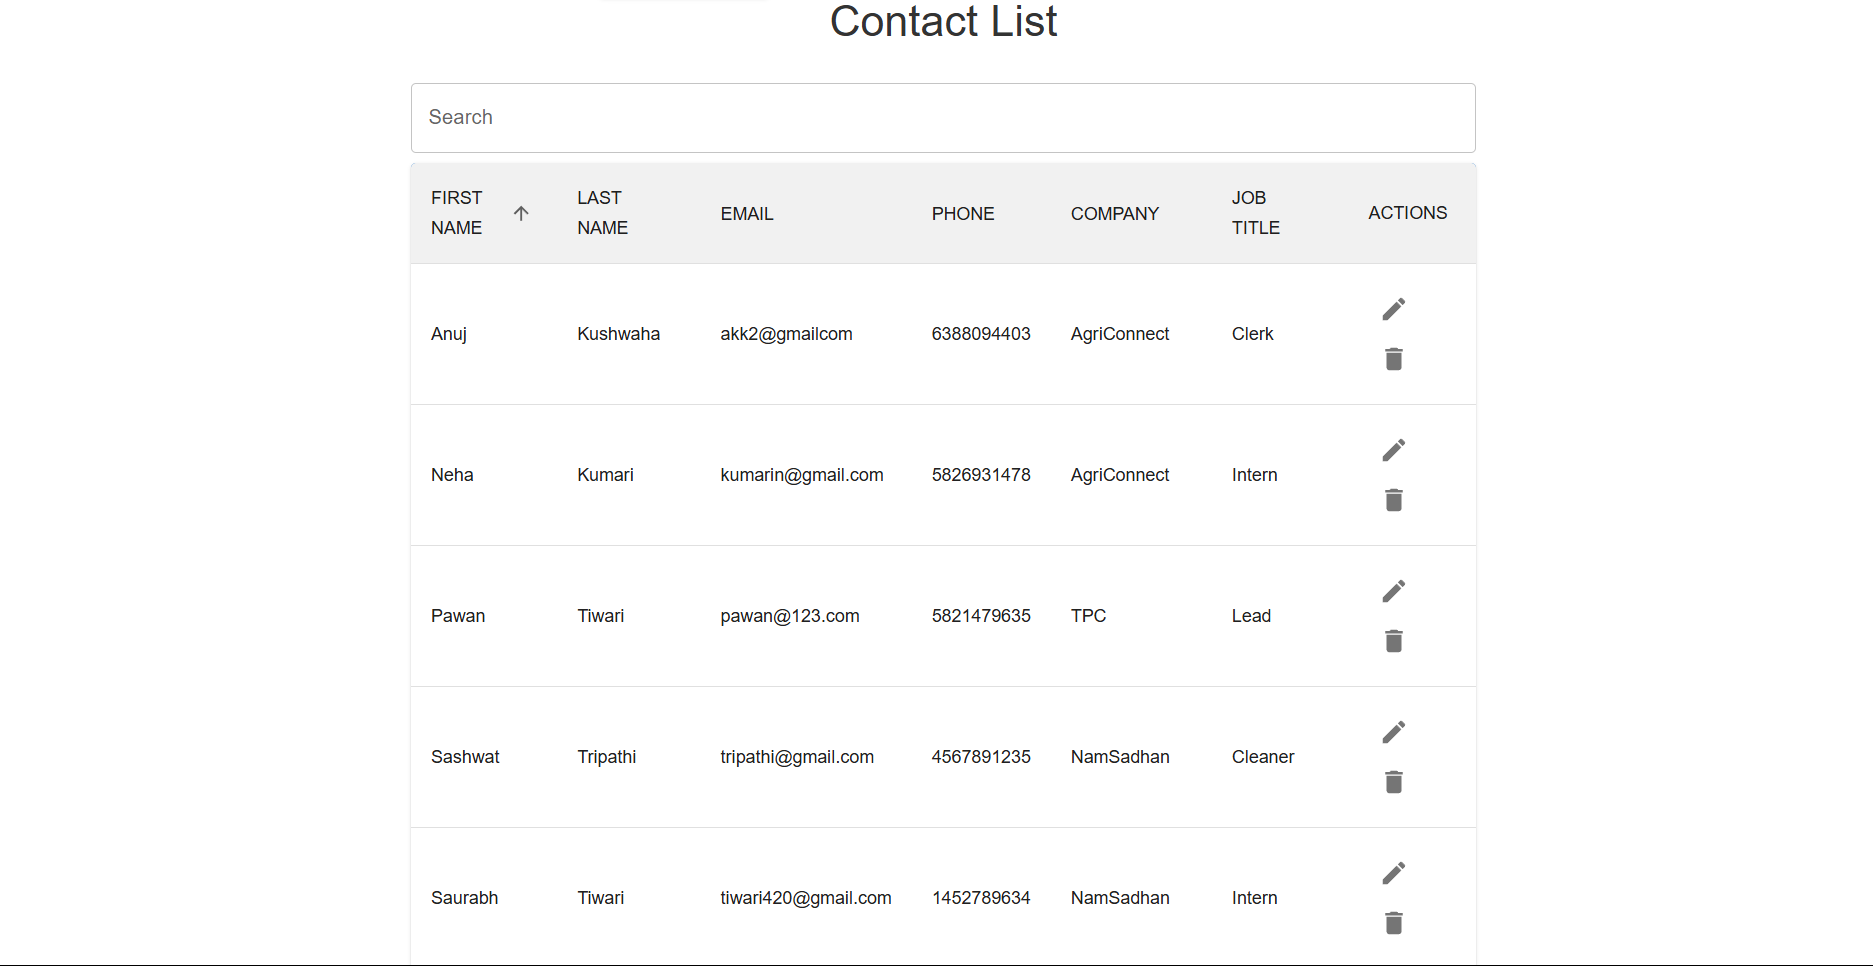 Contact List
Search
FIRST NAME LAST NAME EMAIL PHONE COMPANY JOB TITLE ACTIONS
Anuj Kushwaha akk2@gmailcom 6388094403 AgriConnect Clerk
Neha Kumari kumarin@gmail.com 5826931478 AgriConnect Intern
Pawan Tiwari pawan@123.com 5821479635 TPC Lead
Sashwat Tripathi tripathi@gmail.com 4567891235 NamSadhan Cleaner
Saurabh Tiwari tiwari420@gmail.com 1452789634 NamSadhan Intern